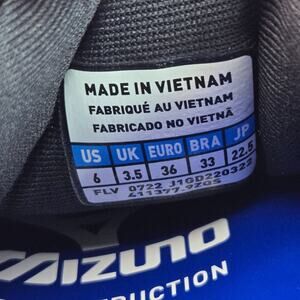 MADE IN VIETNAM
FABRIQUÉ AU VIETNAM
FABRICADO NO VIETNÃ
US UK EURO BRA JP
6 3.5 36 33 22.5
FLV 0722 J1GD220322
411377.9Z0S
MIZUNO
RUCTION